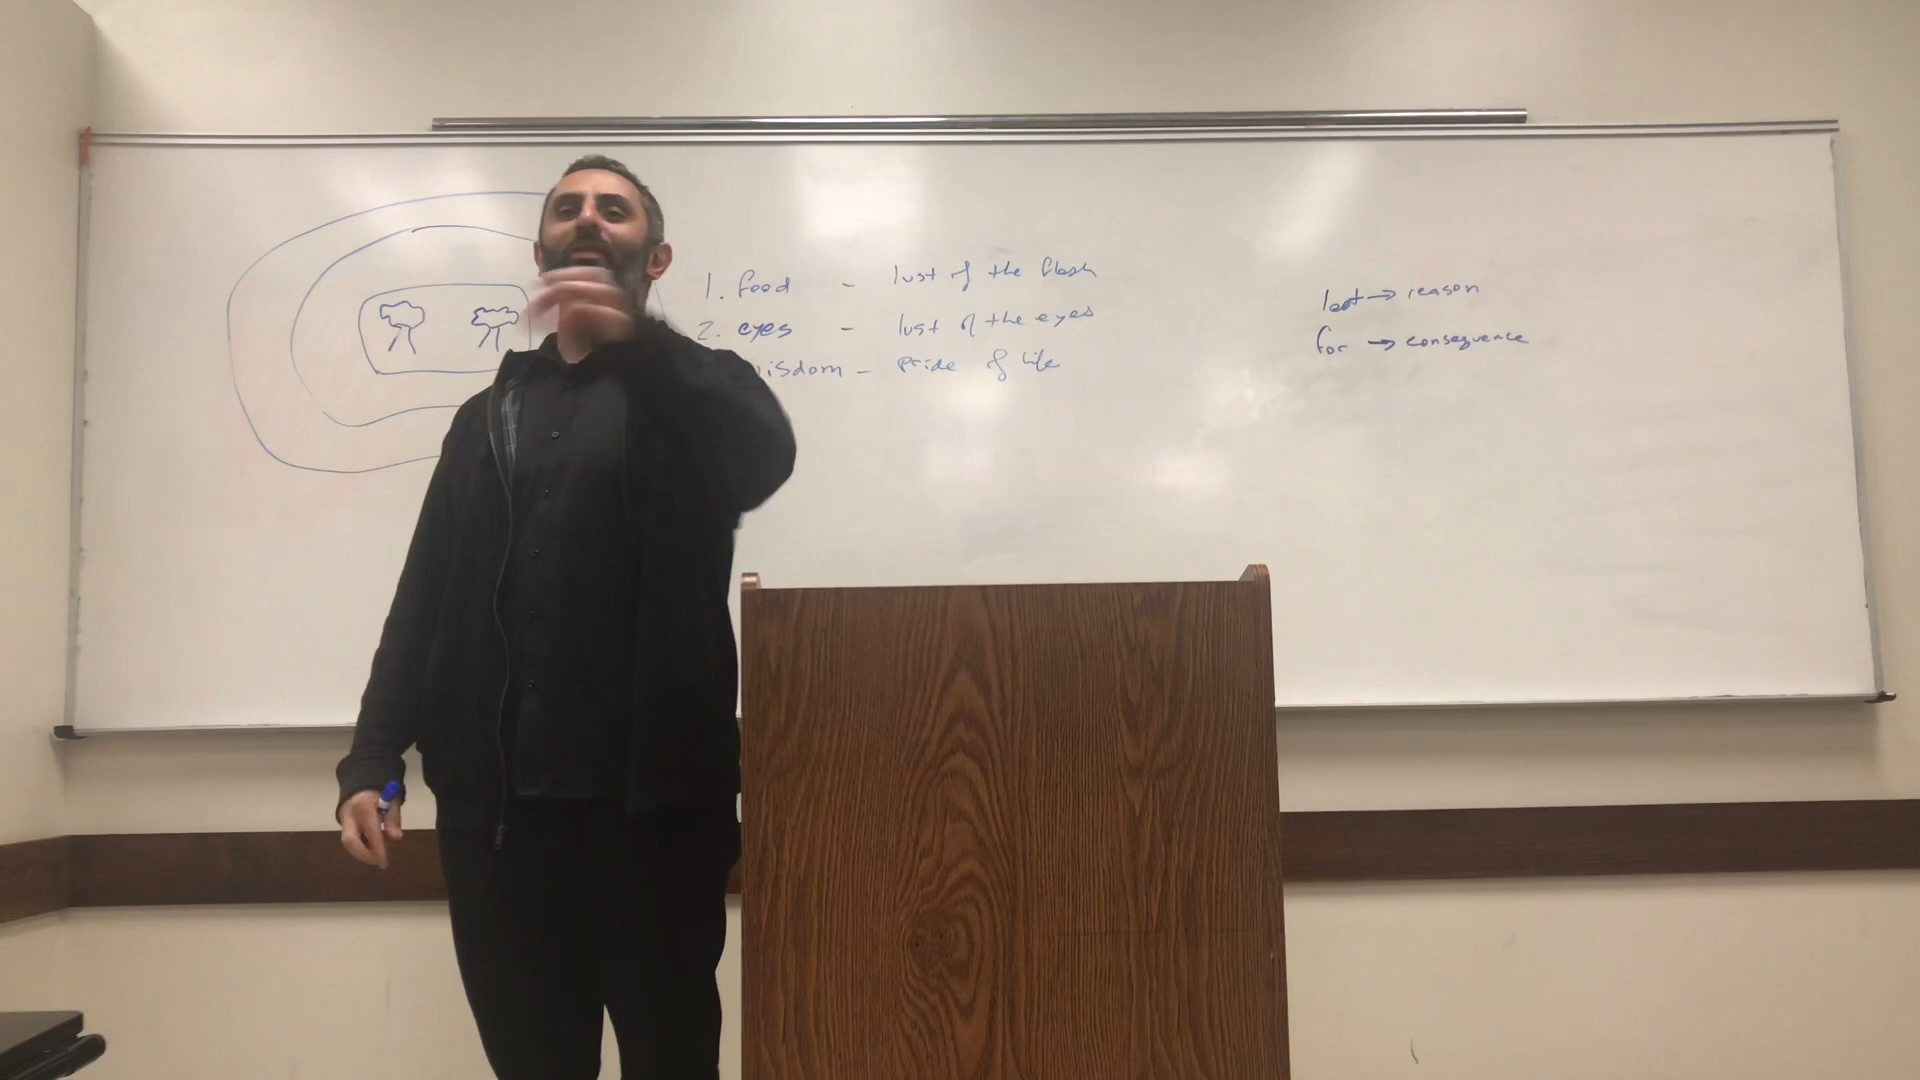 1. food - lust of the flesh
2. eyes - lust of the eyes
wisdom - Pride of life
lest → reason
for → consequence